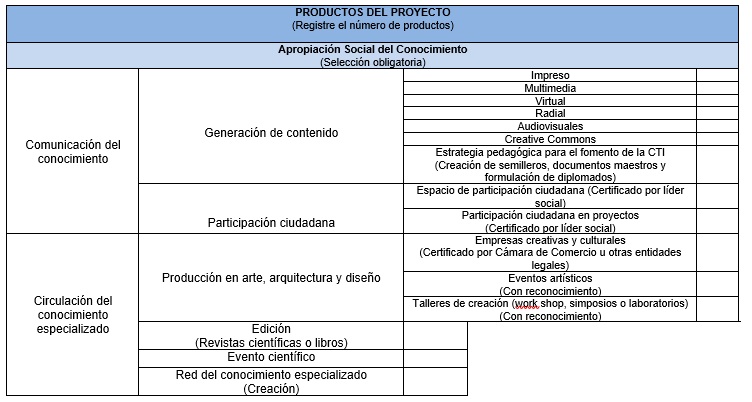 PRODUCTOS DEL PROYECTO
(Registre el número de productos)
Apropiación Social del Conocimiento
(Selección obligatoria)
Comunicación del
conocimiento
Generación de contenido
Impreso
Multimedia
Virtual
Radial
Audiovisuales
Creative Commons
Estrategia pedagógica para el fomento de la CTI
(Creación de semilleros, documentos maestros y
formulación de diplomados)
Participación ciudadana
Espacio de participación ciudadana (Certificado por líder
social)
Participación ciudadana en proyectos
(Certificado por líder social)
Circulación del
conocimiento
especializado
Producción en arte, arquitectura y diseño
Empresas creativas y culturales
(Certificado por Cámara de Comercio u otras entidades
legales)
Eventos artísticos
(Con reconocimiento)
Talleres de creación (work shop, simposios o laboratorios)
(Con reconocimiento)
Edición
(Revistas científicas o libros)
Evento científico
Red del conocimiento especializado
(Creación)